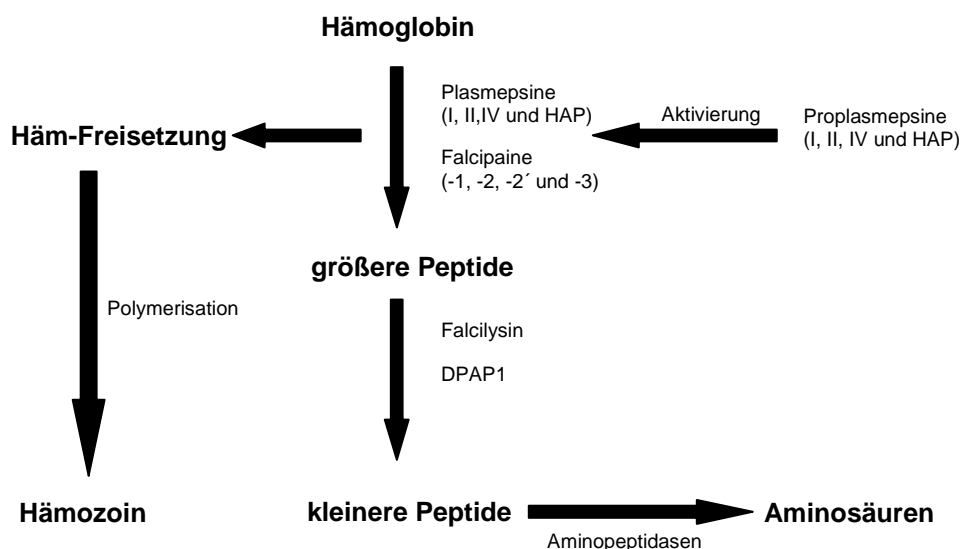 Hämoglobin
Plasmepsine
(I, II,IV und HAP)
Aktivierung
Proplasmepsine
(I, II, IV und HAP)
Häm-Freisetzung
Falcipaine
(-1, -2, -2´ und -3)
größere Peptide
Polymerisation
Falcilysin
DPAP1
Hämozoin
kleinere Peptide
Aminosäuren
Aminopeptidasen